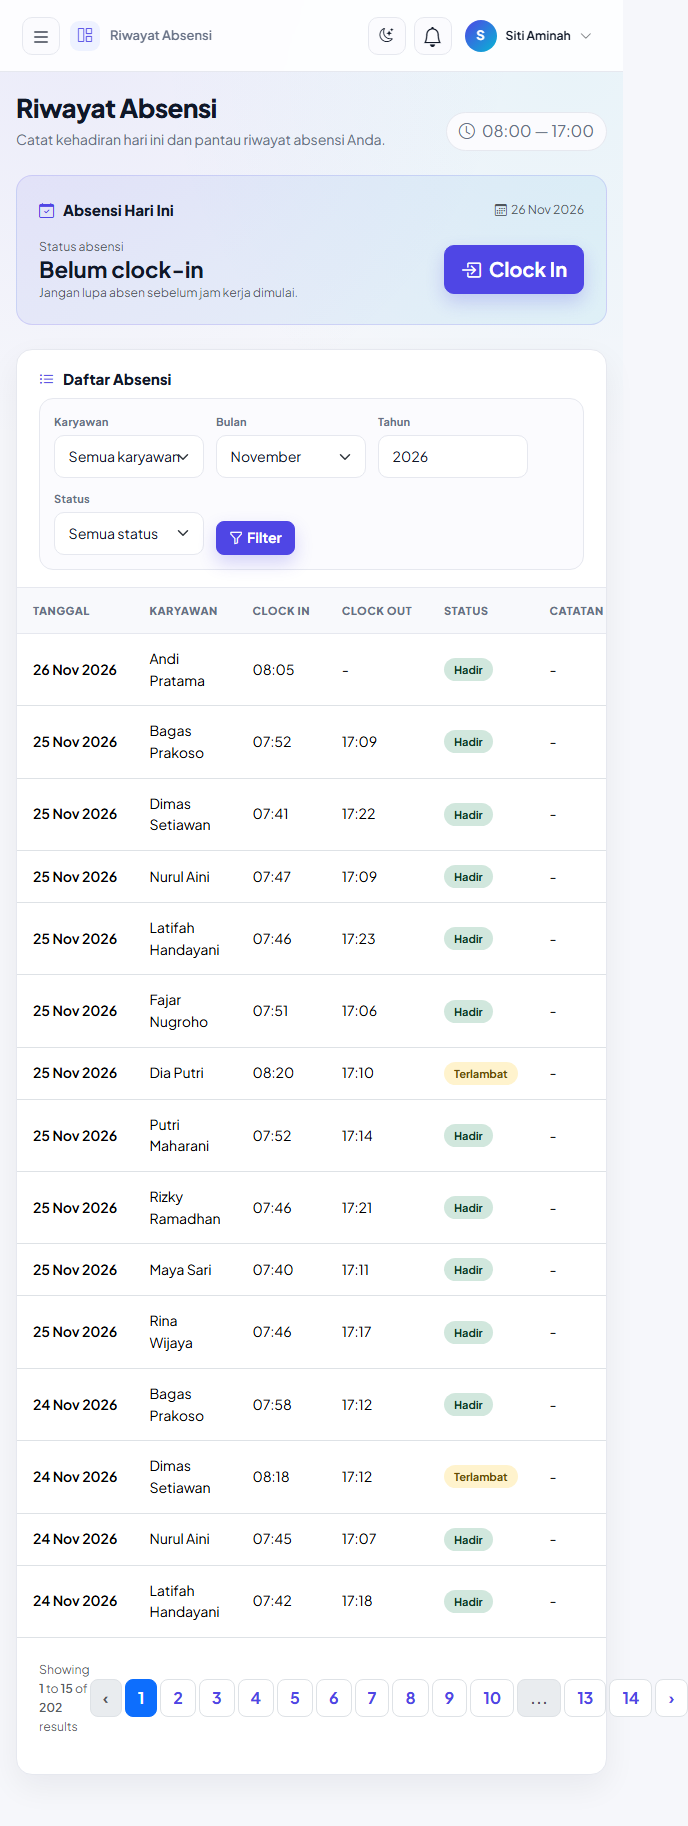 Riwayat Absensi
S
Siti Aminah
Riwayat Absensi
Catat kehadiran hari ini dan pantau riwayat absensi Anda.
08:00 — 17:00
Absensi Hari Ini
26 Nov 2026
Status absensi
Belum clock-in
Jangan lupa absen sebelum jam kerja dimulai.
Clock In
Daftar Absensi
Karyawan Bulan Tahun
Semua karyawan November 2026
Status
Semua status Filter
TANGGAL KARYAWAN CLOCK IN CLOCK OUT STATUS CATATAN
26 Nov 2026 Andi Pratama 08:05 - Hadir -
25 Nov 2026 Bagas Prakoso 07:52 17:09 Hadir -
25 Nov 2026 Dimas Setiawan 07:41 17:22 Hadir -
25 Nov 2026 Nurul Aini 07:47 17:09 Hadir -
25 Nov 2026 Latifah Handayani 07:46 17:23 Hadir -
25 Nov 2026 Fajar Nugroho 07:51 17:06 Hadir -
25 Nov 2026 Dia Putri 08:20 17:10 Terlambat -
25 Nov 2026 Putri Maharani 07:52 17:14 Hadir -
25 Nov 2026 Rizky Ramadhan 07:46 17:21 Hadir -
25 Nov 2026 Maya Sari 07:40 17:11 Hadir -
25 Nov 2026 Rina Wijaya 07:46 17:17 Hadir -
24 Nov 2026 Bagas Prakoso 07:58 17:12 Hadir -
24 Nov 2026 Dimas Setiawan 08:18 17:12 Terlambat -
24 Nov 2026 Nurul Aini 07:45 17:07 Hadir -
24 Nov 2026 Latifah Handayani 07:42 17:18 Hadir -
Showing
1 to 15 of
202
results
‹ 1 2 3 4 5 6 7 8 9 10 ... 13 14 ›